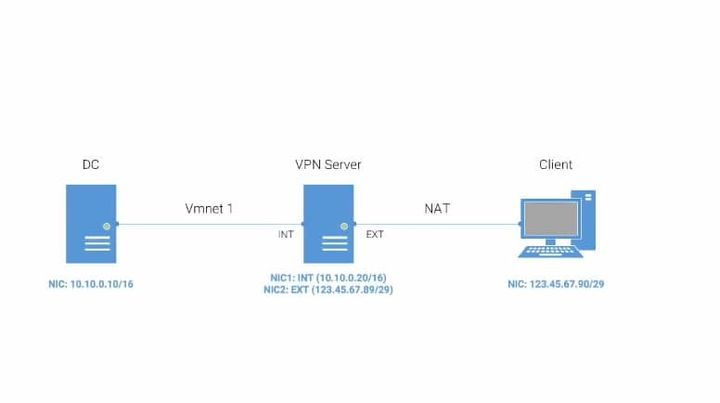 DC
VPN Server
Client
Vmnet 1
NAT
INT
EXT
NIC: 10.10.0.10/16
NIC1: INT (10.10.0.20/16)
NIC2: EXT (123.45.67.89/29)
NIC: 123.45.67.90/29